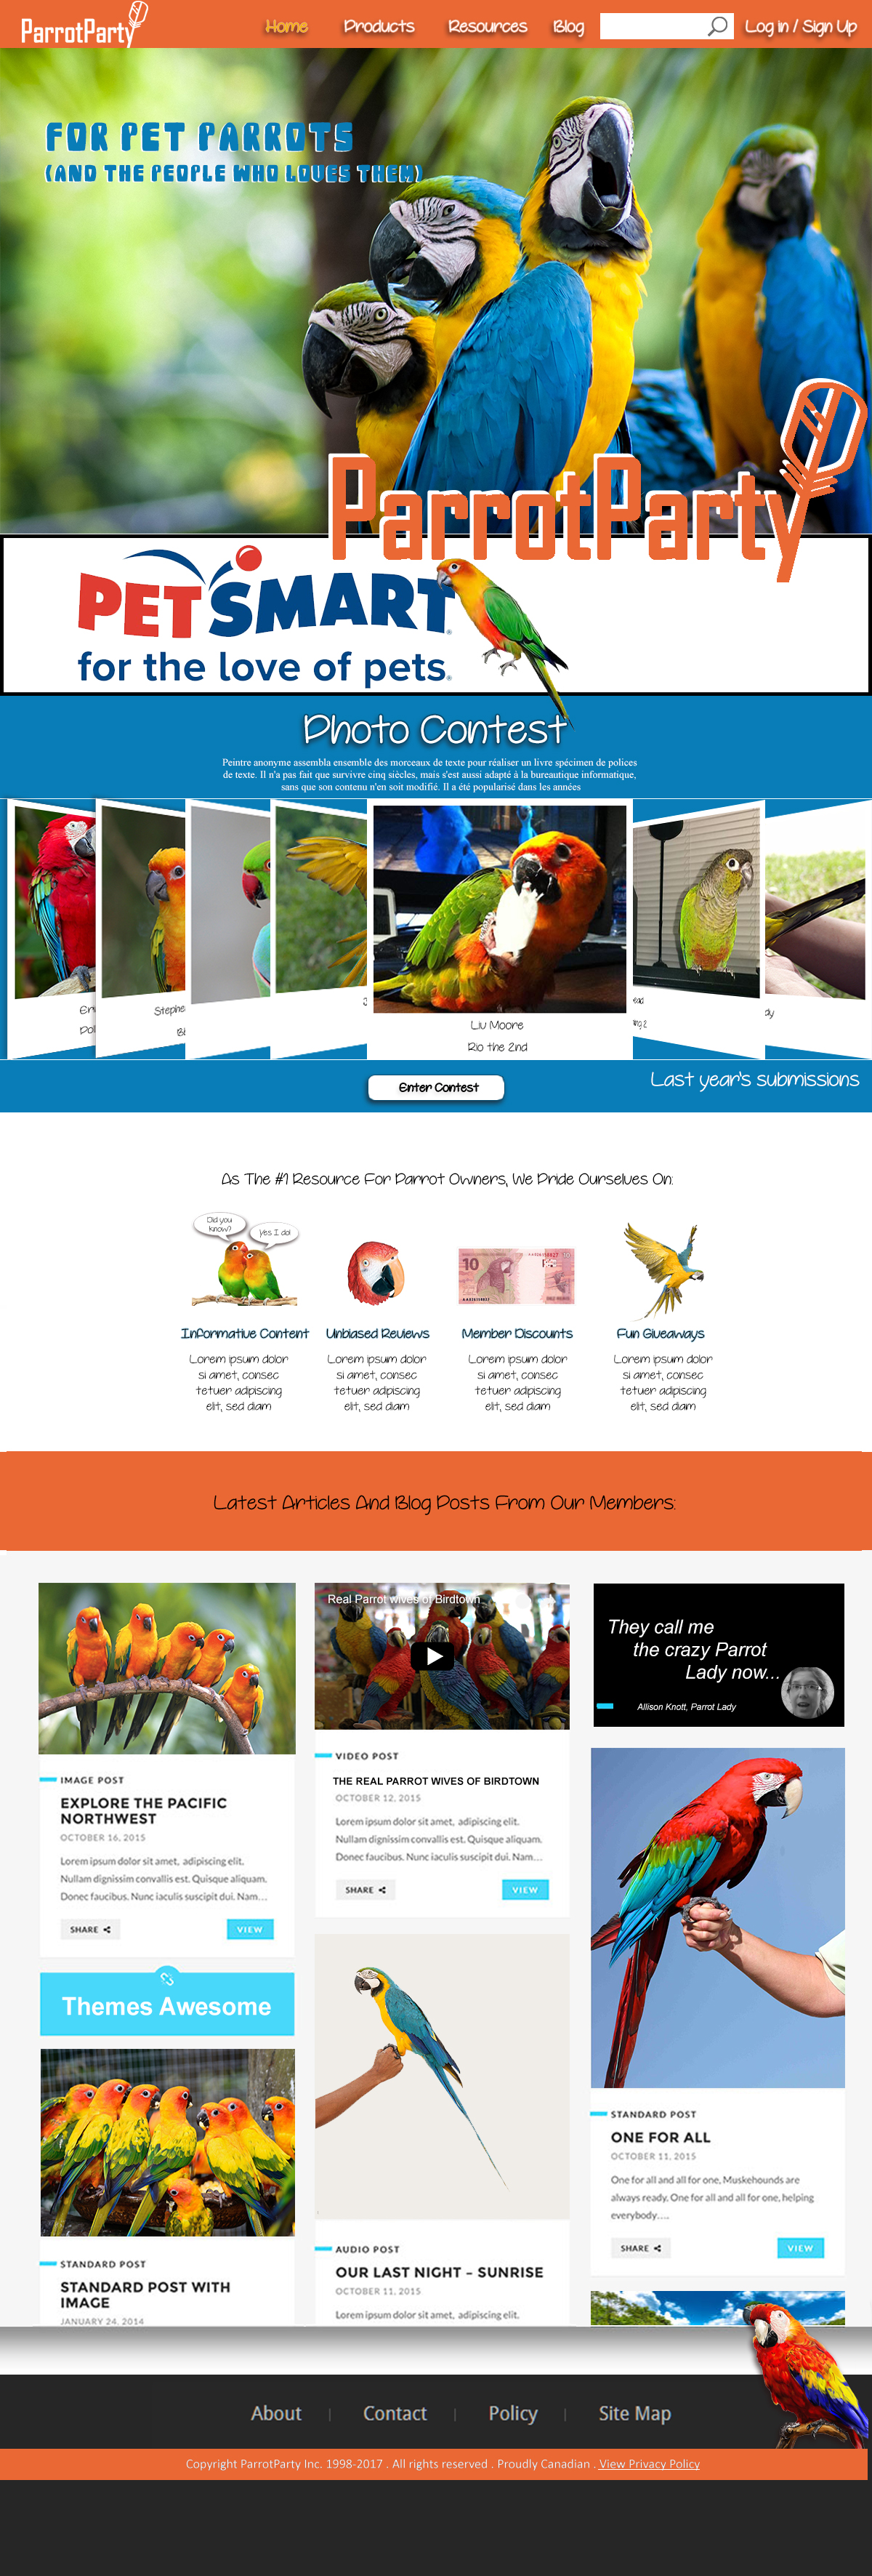 ParrotParty
Home Products Resources Blog Log in / Sign Up
FOR PET PARROTS
(AND THE PEOPLE WHO LOVES THEM)
ParrotParty
PETSMART®
for the love of pets®
Photo Contest
Peintre anonyme assembla ensemble des morceaux de texte pour réaliser un livre spécimen de polices
de texte. Il n'a pas fait que survivre cinq siècles, mais s'est aussi adapté à la bureautique informatique,
sans que son contenu n'en soit modifié. Il a été popularisé dans les années
Liv Moore
Rio the 2nd
Enter Contest
Last year's submissions
As The #1 Resource For Parrot Owners, We Pride Ourselves On:
Did you
know?
Yes I do!
10
Informative Content
Lorem ipsum dolor
si amet, consec
tetuer adipiscing
elit, sed diam
Unbiased Reviews
Lorem ipsum dolor
si amet, consec
tetuer adipiscing
elit, sed diam
Member Discounts
Lorem ipsum dolor
si amet, consec
tetuer adipiscing
elit, sed diam
Fun Giveaways
Lorem ipsum dolor
si amet, consec
tetuer adipiscing
elit, sed diam
Latest Articles And Blog Posts From Our Members:
IMAGE POST
EXPLORE THE PACIFIC
NORTHWEST
OCTOBER 16, 2015
Lorem ipsum dolor sit amet, adipiscing elit.
Nullam dignissim convallis est. Quisque aliquam.
Donec faucibus. Nunc iaculis suscipit dui. Nam...
SHARE VIEW
Themes Awesome
STANDARD POST
STANDARD POST WITH
IMAGE
JANUARY 24, 2014
Real Parrot wives of Birdtown
VIDEO POST
THE REAL PARROT WIVES OF BIRDTOWN
OCTOBER 12, 2015
Lorem ipsum dolor sit amet, adipiscing elit.
Nullam dignissim convallis est. Quisque aliquam.
Donec faucibus. Nunc iaculis suscipit dui. Nam...
SHARE VIEW
AUDIO POST
OUR LAST NIGHT – SUNRISE
OCTOBER 11, 2015
Lorem ipsum dolor sit amet, adipiscing elit.
They call me
the crazy Parrot
Lady now...
Allison Knott, Parrot Lady
STANDARD POST
ONE FOR ALL
OCTOBER 11, 2015
One for all and all for one, Muskehounds are
always ready. One for all and all for one, helping
everybody....
SHARE VIEW
About | Contact | Policy | Site Map
Copyright ParrotParty Inc. 1998-2017 . All rights reserved . Proudly Canadian . View Privacy Policy